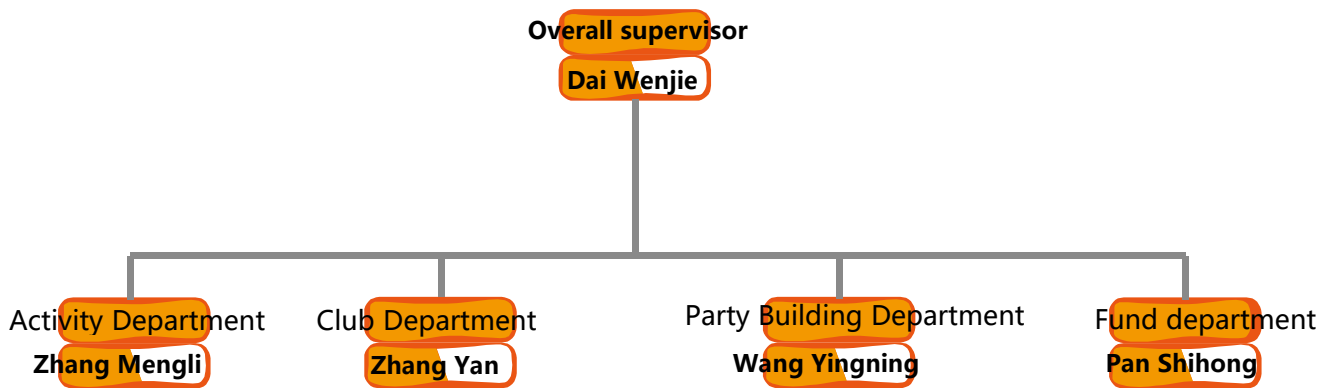 Overall supervisor
Dai Wenjie
Activity Department
Zhang Mengli
Club Department
Zhang Yan
Party Building Department
Wang Yingning
Fund department
Pan Shihong